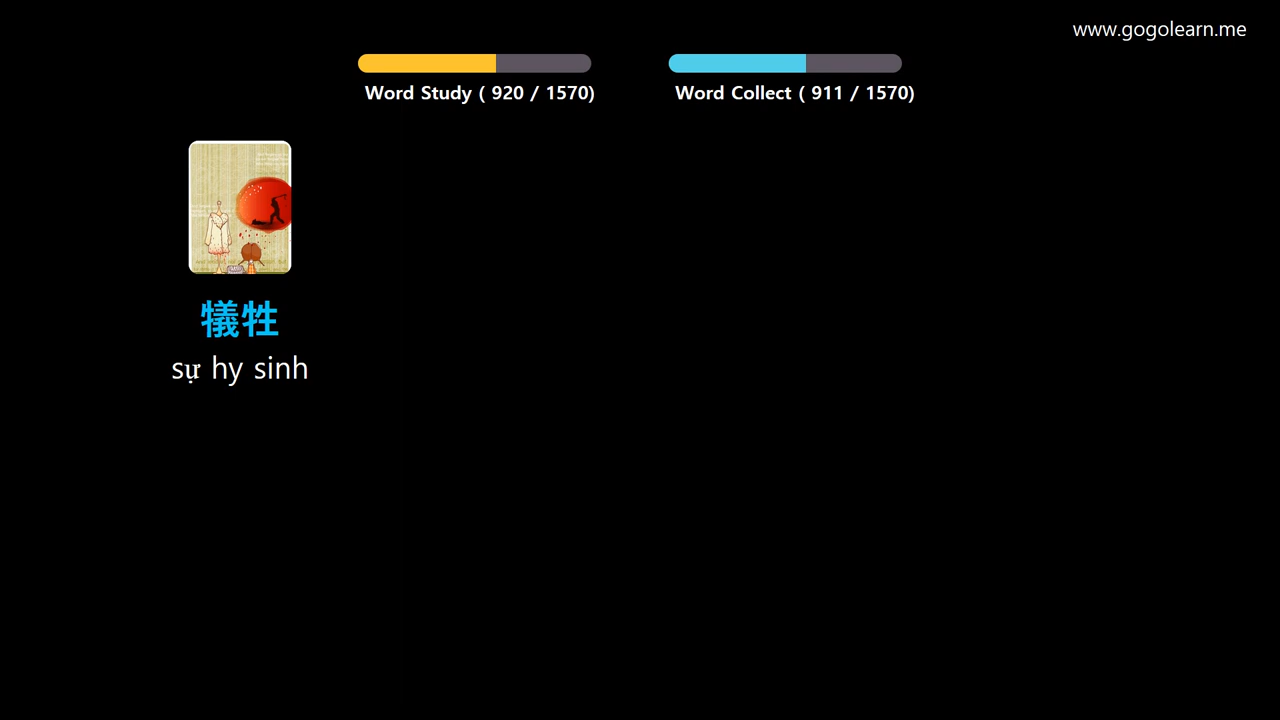 www.gogolearn.me
Word Study ( 920 / 1570)
Word Collect ( 911 / 1570)
犠牲
sự hy sinh